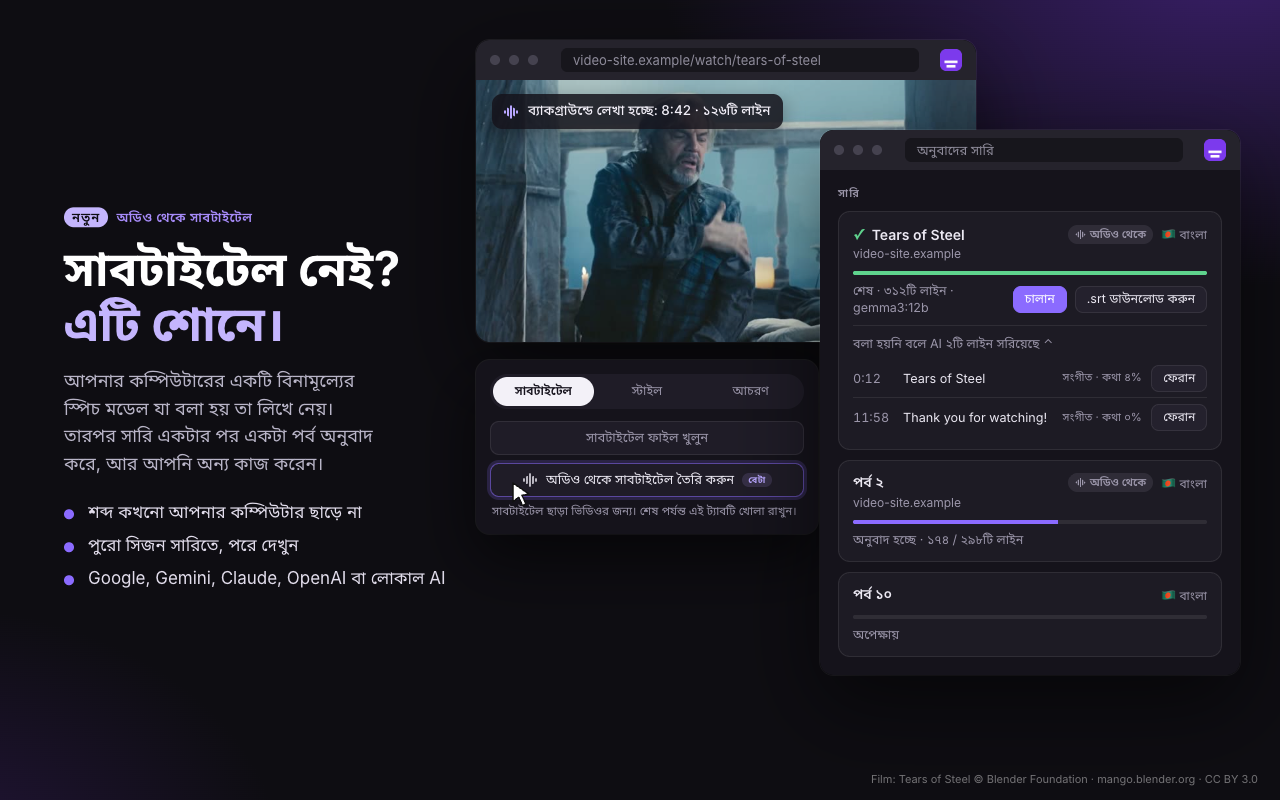 নতুন অডিও থেকে সাবটাইটেল
সাবটাইটেল নেই?
এটি শোনে।
আপনার কম্পিউটারের একটি বিনামূল্যের
স্পিচ মডেল যা বলা হয় তা লিখে নেয়।
তারপর সারি একটার পর একটা পর্ব অনুবাদ
করে, আর আপনি অন্য কাজ করেন।
শব্দ কখনো আপনার কম্পিউটার ছাড়ে না
পুরো সিজন সারিতে, পরে দেখুন
Google, Gemini, Claude, OpenAI বা লোকাল AI
video-site.example/watch/tears-of-steel
ব্যাকগ্রাউন্ডে লেখা হচ্ছে: 8:42 · ১২৬টি লাইন
সাবটাইটেল স্টাইল আচরণ
সাবটাইটেল ফাইল খুলুন
অডিও থেকে সাবটাইটেল তৈরি করুন বেটা
সাবটাইটেল ছাড়া ভিডিওর জন্য। শেষ পর্যন্ত এই ট্যাবটি খোলা রাখুন।
অনুবাদের সারি
সারি
✓ Tears of Steel অডিও থেকে 🇧🇩 বাংলা
video-site.example
শেষ · ৩১২টি লাইন ·
gemma3:12b
চালান .srt ডাউনলোড করুন
বলা হয়নি বলে AI ২টি লাইন সরিয়েছে ^
0:12 Tears of Steel সংগীত · কথা ৪% ফেরান
11:58 Thank you for watching! সংগীত · কথা ০% ফেরান
পর্ব ২ অডিও থেকে 🇧🇩 বাংলা
video-site.example
অনুবাদ হচ্ছে · ১৭৪ / ২৯৮টি লাইন
পর্ব ১০ 🇧🇩 বাংলা
অপেক্ষায়
Film: Tears of Steel © Blender Foundation · mango.blender.org · CC BY 3.0